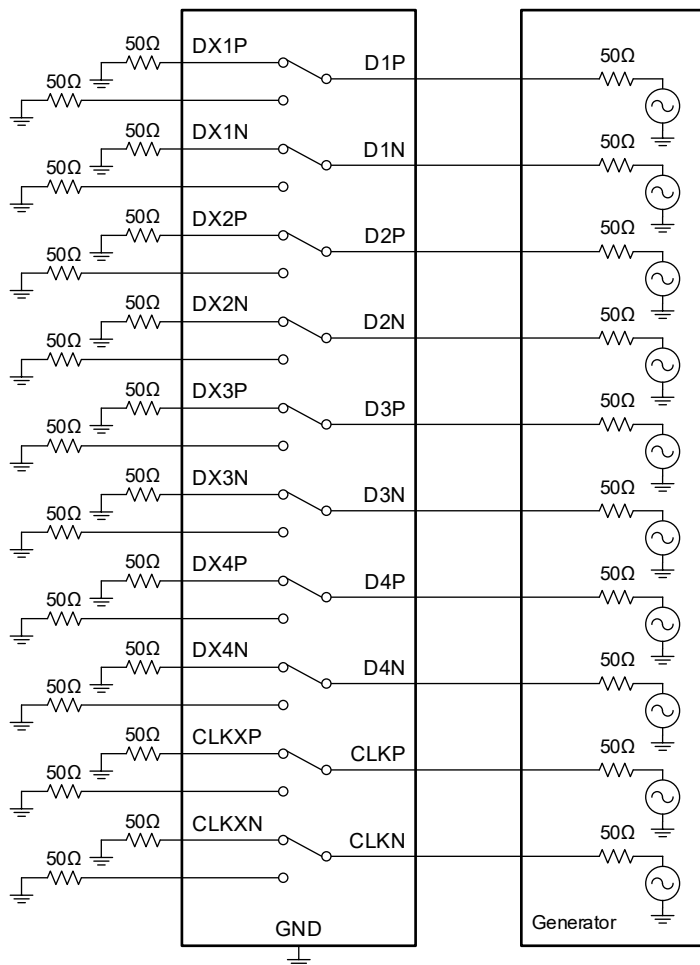 50Ω DX1P D1P 50Ω
50Ω
50Ω DX1N D1N 50Ω
50Ω
50Ω DX2P D2P 50Ω
50Ω
50Ω DX2N D2N 50Ω
50Ω
50Ω DX3P D3P 50Ω
50Ω
50Ω DX3N D3N 50Ω
50Ω
50Ω DX4P D4P 50Ω
50Ω
50Ω DX4N D4N 50Ω
50Ω
50Ω CLKXP CLKP 50Ω
50Ω
50Ω CLKXN CLKN 50Ω
50Ω
GND Generator